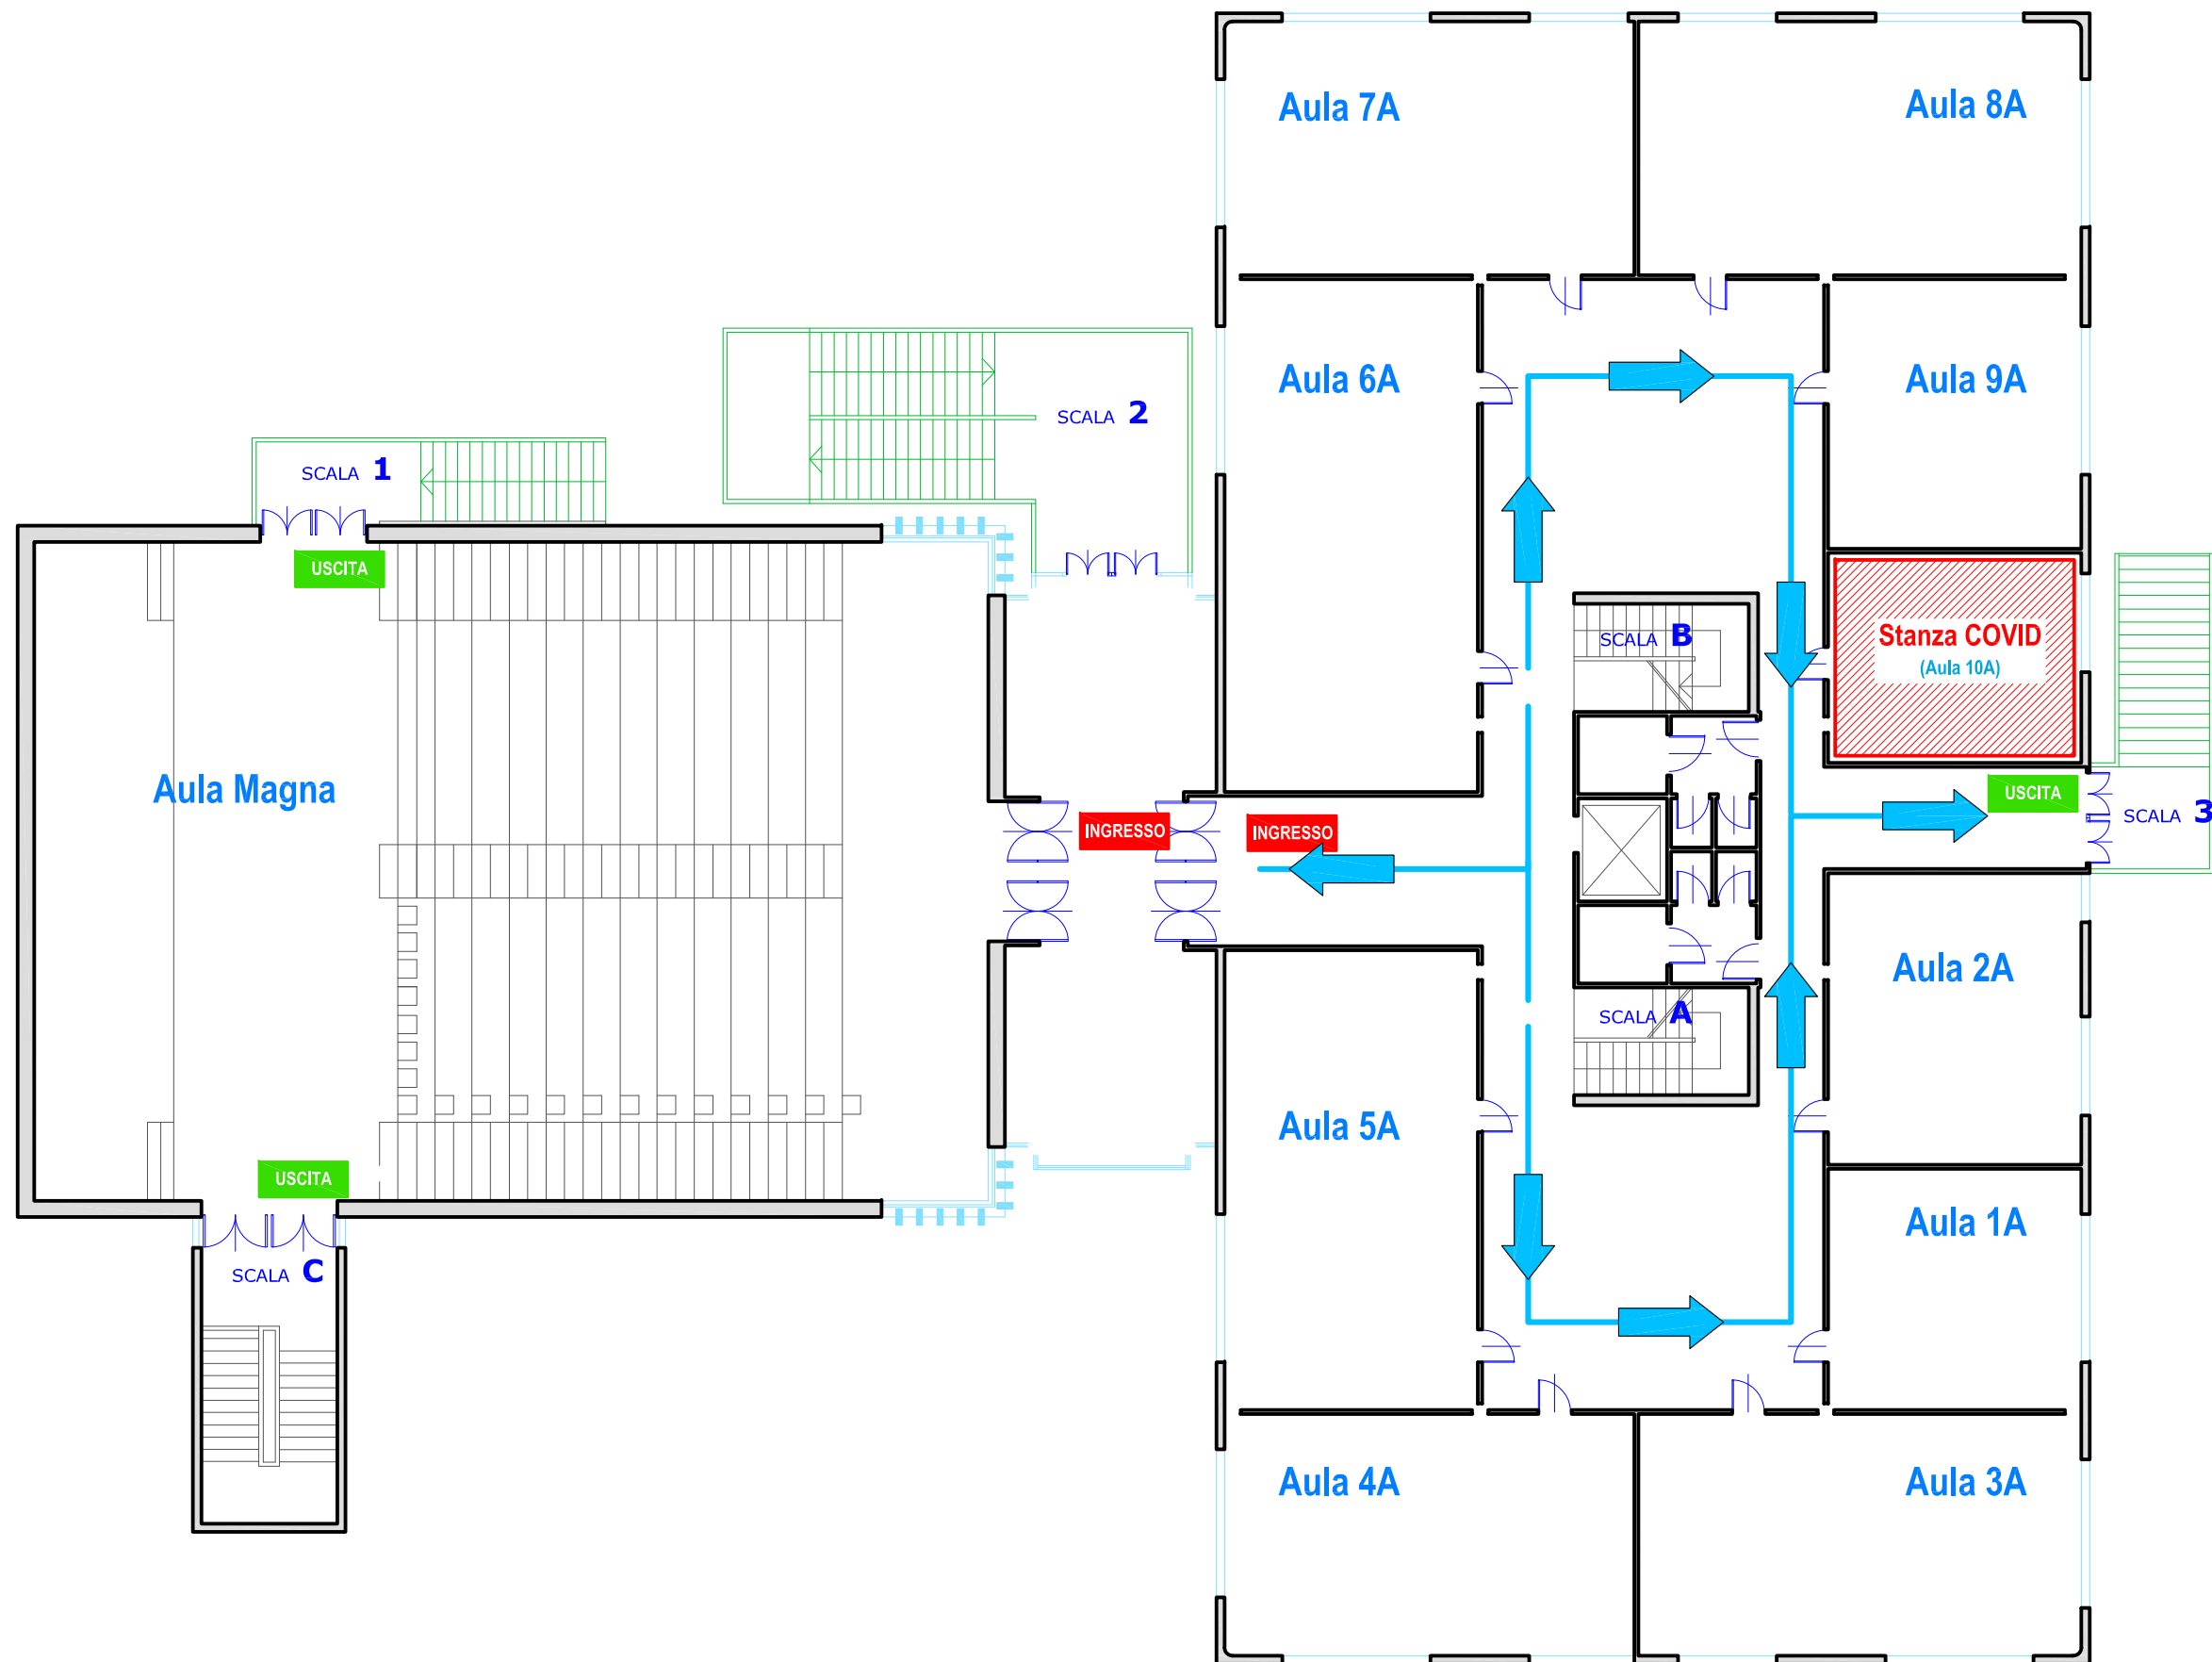 Aula 7A
Aula 8A
Aula 6A
Aula 9A
SCALA 2
SCALA 1
USCITA
SCALA B
Stanza COVID
(Aula 10A)
Aula Magna
INGRESSO
INGRESSO
USCITA
SCALA 3
Aula 2A
SCALA A
Aula 5A
USCITA
Aula 1A
SCALA C
Aula 4A
Aula 3A